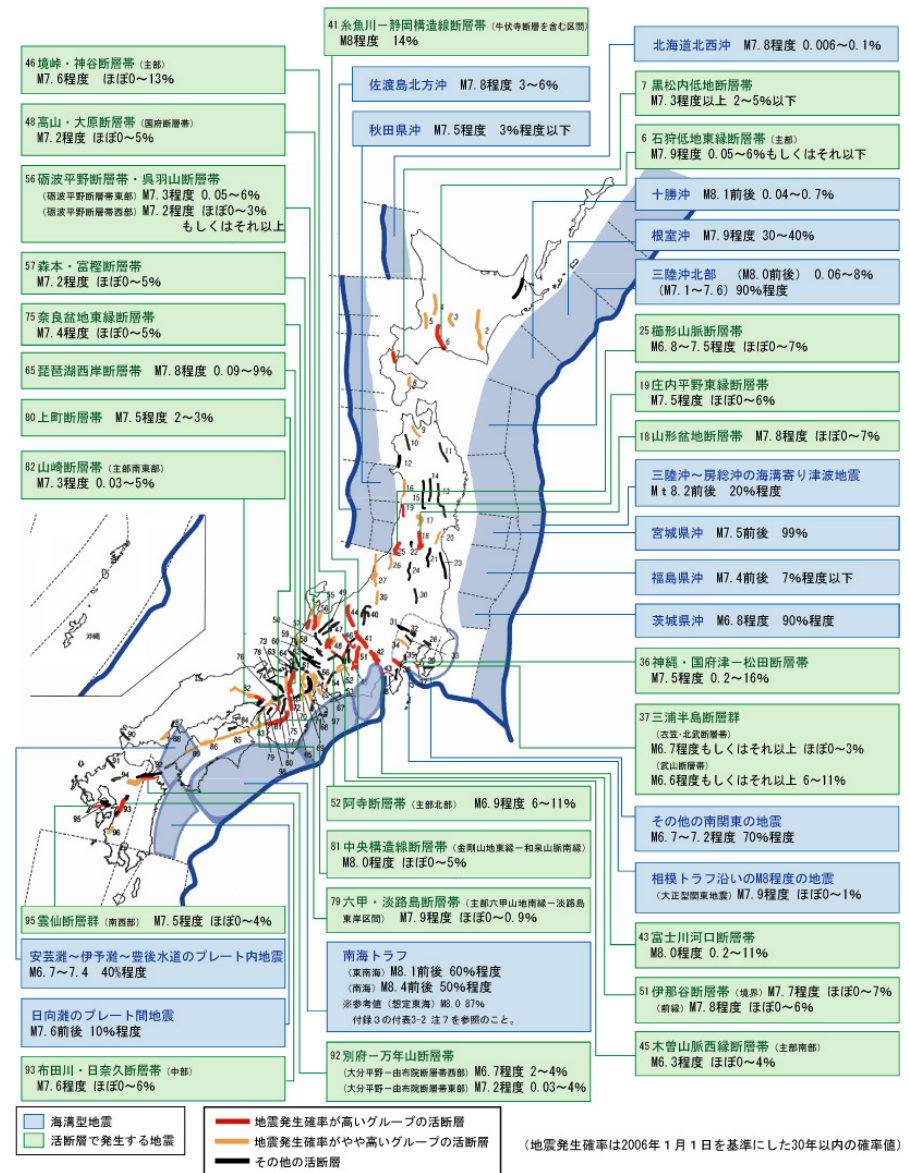 41 糸魚川－静岡構造線断層帯（牛伏寺断層を含む区間）
M8程度 14%
46 境峠・神谷断層帯（主部）
M7.6程度 ほぼ0～13%
48 高山・大原断層帯（国府断層帯）
M7.2程度 ほぼ0～5%
56 砺波平野断層帯・呉羽山断層帯
（砺波平野断層帯東部）M7.3程度 0.05～6%
（砺波平野断層帯西部）M7.2程度 ほぼ0～3%
もしくはそれ以上
57 森本・富樫断層帯
M7.2程度 ほぼ0～5%
75 奈良盆地東縁断層帯
M7.4程度 ほぼ0～5%
65 琵琶湖西岸断層帯 M7.8程度 0.09～9%
80 上町断層帯 M7.5程度 2～3%
82 山崎断層帯（主部南東部）
M7.3程度 0.03～5%
佐渡島北方沖 M7.8程度 3～6%
秋田県沖 M7.5程度 3%程度以下
北海道北西沖 M7.8程度 0.006～0.1%
7 黒松内低地断層帯
M7.3程度以上 2～5%以下
6 石狩低地東縁断層帯（主部）
M7.9程度 0.05～6%もしくはそれ以下
十勝沖 M8.1前後 0.04～0.7%
根室沖 M7.9程度 30～40%
三陸沖北部 （M8.0前後） 0.06～8%
（M7.1～7.6）90%程度
25 櫛形山脈断層帯
M6.8～7.5程度 ほぼ0～7%
19 庄内平野東縁断層帯
M7.5程度 ほぼ0～6%
18 山形盆地断層帯 M7.8程度 ほぼ0～7%
三陸沖～房総沖の海溝寄り津波地震
Mt8.2前後 20%程度
宮城県沖 M7.5前後 99%
福島県沖 M7.4前後 7%程度以下
茨城県沖 M6.8程度 90%程度
36 神縄・国府津－松田断層帯
M7.5程度 0.2～16%
37 三浦半島断層群
（衣笠・北武断層帯）
M6.7程度もしくはそれ以上 ほぼ0～3%
（武山断層帯）
M6.6程度もしくはそれ以上 6～11%
その他の南関東の地震
M6.7～7.2程度 70%程度
相模トラフ沿いのM8程度の地震
（大正型関東地震）M7.9程度 ほぼ0～1%
43 富士川河口断層帯
M8.0程度 0.2～11%
51 伊那谷断層帯（境界）M7.7程度 ほぼ0～7%
（前縁） M7.8程度 ほぼ0～6%
45 木曽山脈西縁断層帯（主部南部）
M6.3程度 ほぼ0～4%
沖縄
52 阿寺断層帯（主部北部） M6.9程度 6～11%
81 中央構造線断層帯（金剛山地東縁－和泉山脈南縁）
M8.0程度 ほぼ0～5%
79 六甲・淡路島断層帯（主部六甲山地南縁－淡路島
東岸区間） M7.9程度 ほぼ0～0.9%
南海トラフ
（東南海）M8.1前後 60%程度
（南海）M8.4前後 50%程度
※参考値（想定東海）M8.0 87%
付録３の付表3-2 注７を参照のこと。
92 別府－万年山断層帯
（大分平野－由布院断層帯西部）M6.7程度 2～4%
（大分平野－由布院断層帯東部）M7.2程度 0.03～4%
95 雲仙断層群（南西部） M7.5程度 ほぼ0～4%
安芸灘～伊予灘～豊後水道のプレート内地震
M6.7～7.4 40%程度
日向灘のプレート間地震
M7.6前後 10%程度
93 布田川・日奈久断層帯（中部）
M7.6程度 ほぼ0～6%
海溝型地震
活断層で発生する地震
地震発生確率が高いグループの活断層
地震発生確率がやや高いグループの活断層
その他の活断層
（地震発生確率は2006年１月１日を基準にした30年以内の確率値）